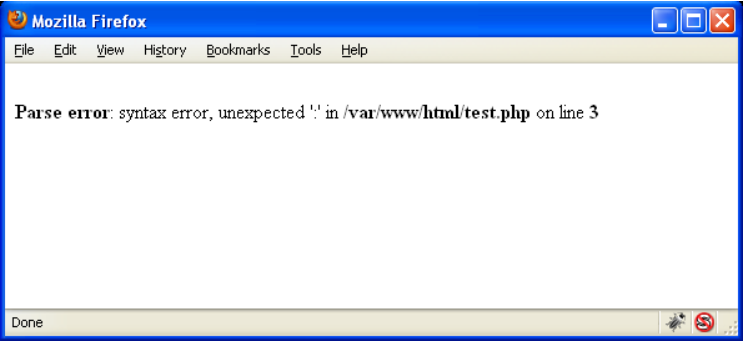 Mozilla Firefox
File Edit View History Bookmarks Tools Help
Parse error: syntax error, unexpected ':' in /var/www/html/test.php on line 3
Done